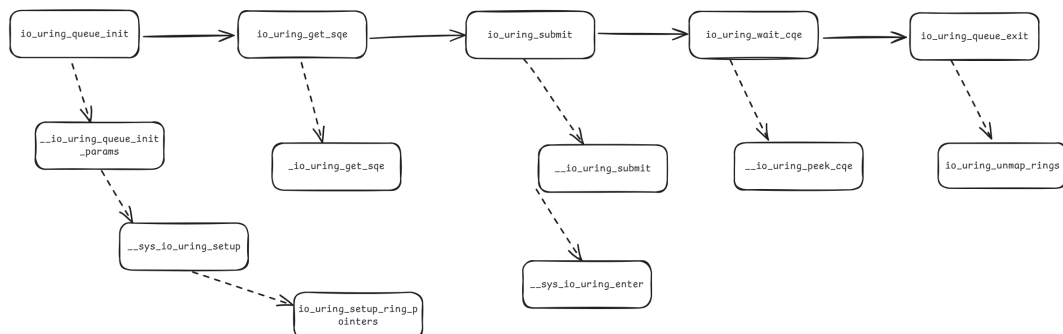 io_uring_queue_init
io_uring_get_sqe
io_uring_submit
io_uring_wait_cqe
io_uring_queue_exit
__io_uring_queue_init
_params
_io_uring_get_sqe
__io_uring_submit
__io_uring_peek_cqe
io_uring_unmap_rings
__sys_io_uring_setup
__sys_io_uring_enter
io_uring_setup_ring_p
ointers